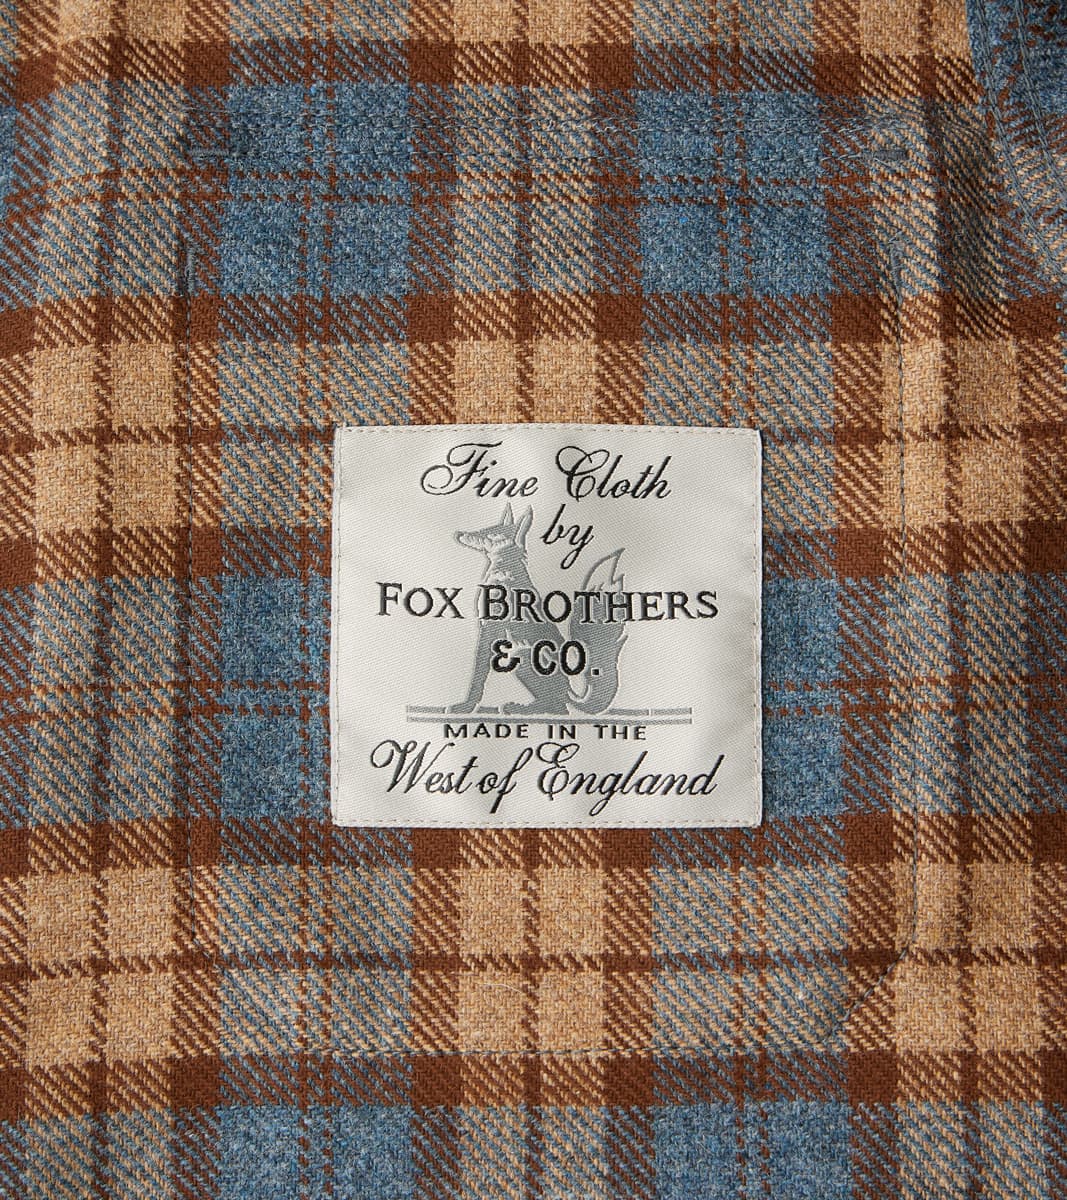 Fine Cloth
by
FOX BROTHERS
& CO.
MADE IN THE
West of England